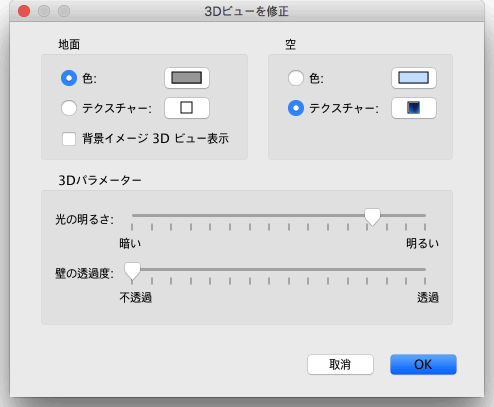 3Dビューを修正
地面
空
色:
色:
テクスチャー:
テクスチャー:
背景イメージ 3D ビュー表示
3Dパラメーター
光の明るさ:
暗い
明るい
壁の透過度:
不透過
透過
取消
OK